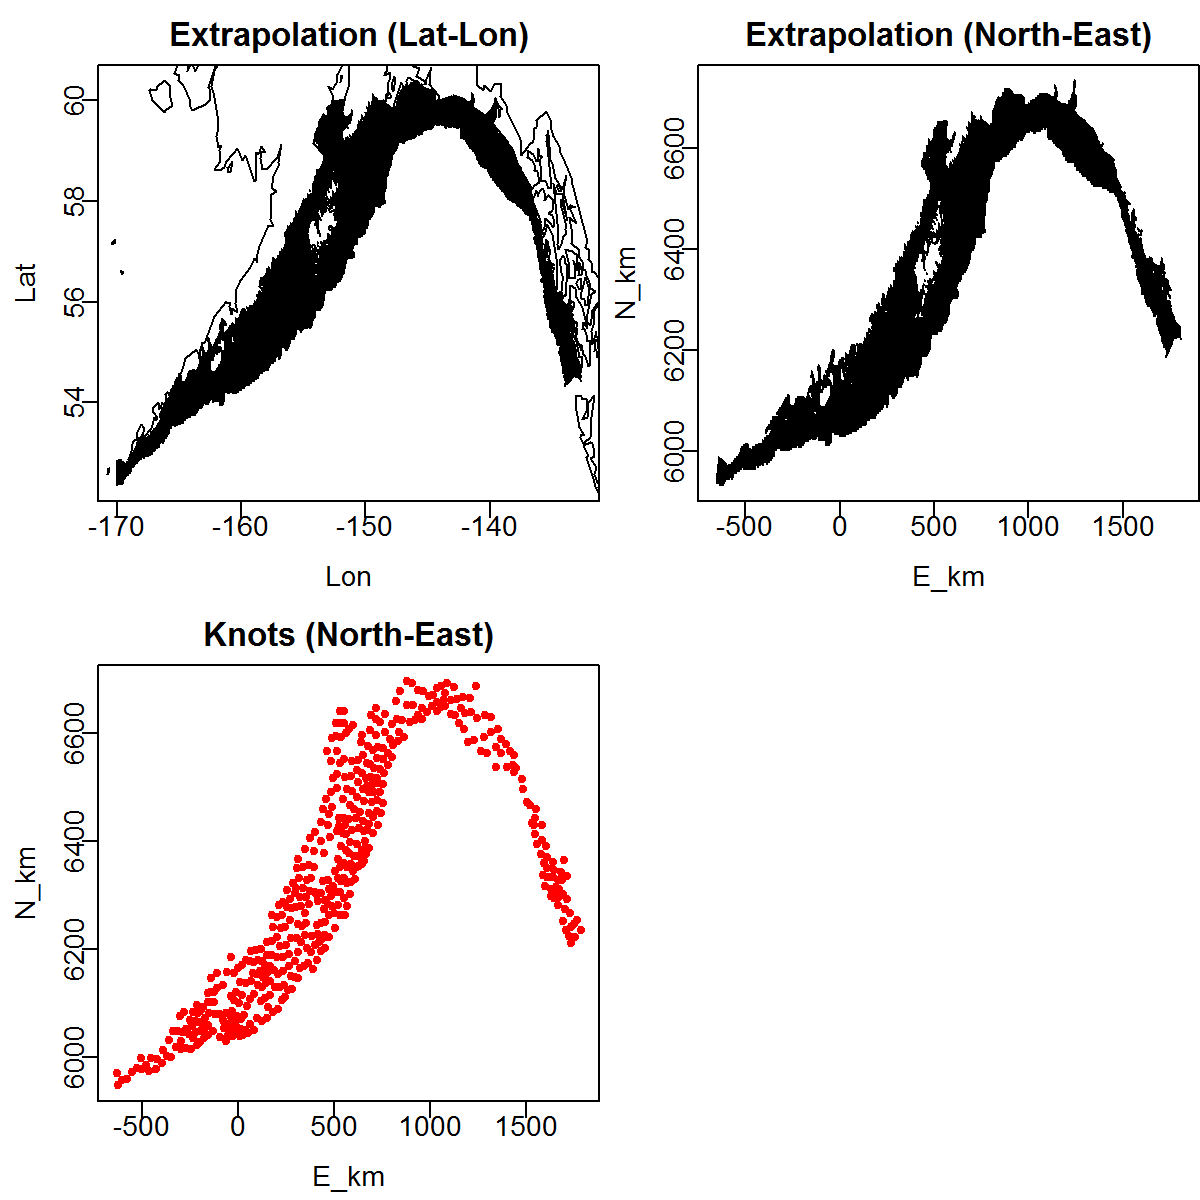 Extrapolation (Lat-Lon)
Lat
60
58
56
54
-170 -160 -150 -140
Lon
Extrapolation (North-East)
N_km
6600
6400
6200
6000
-500 0 500 1000 1500
E_km
Knots (North-East)
N_km
6600
6400
6200
6000
-500 0 500 1000 1500
E_km